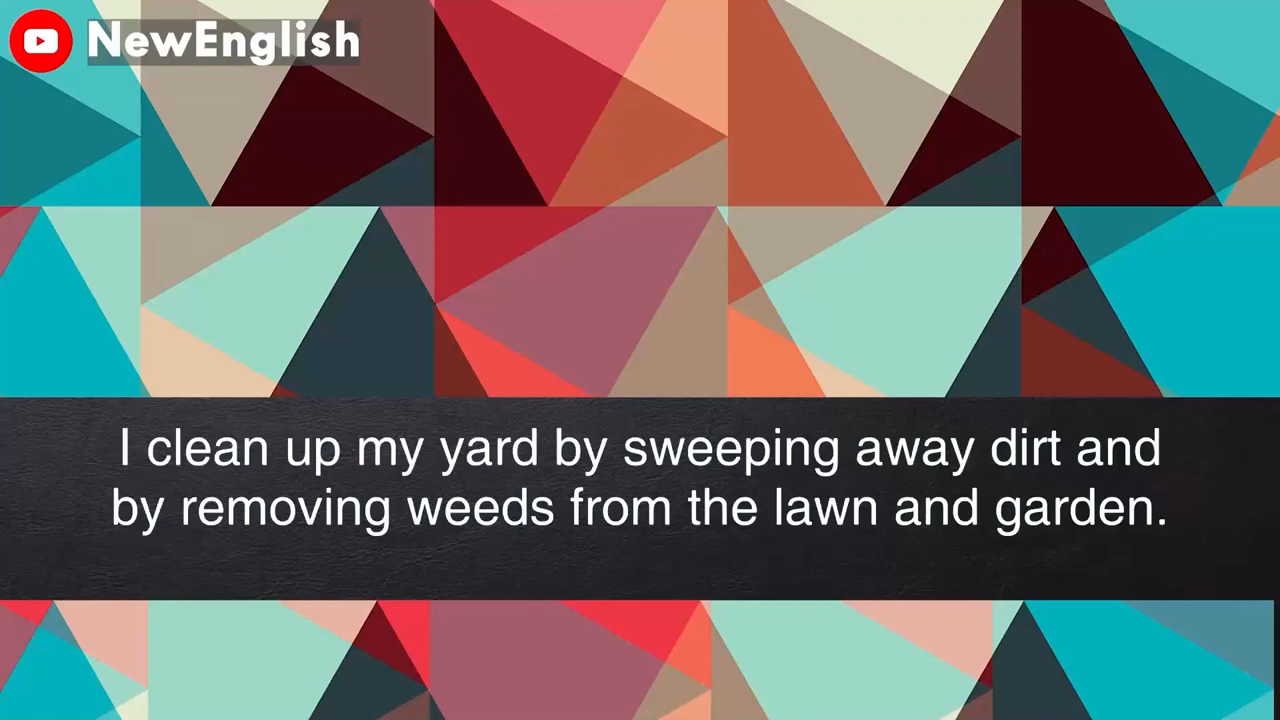 NewEnglish
I clean up my yard by sweeping away dirt and
by removing weeds from the lawn and garden.